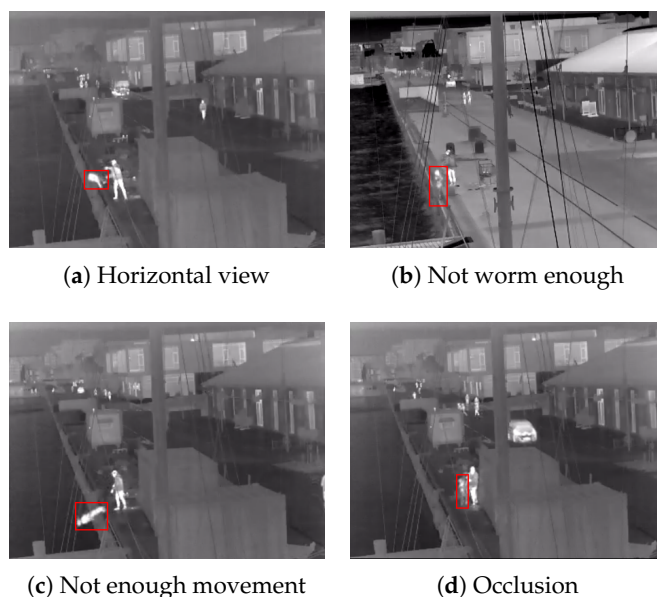 (a) Horizontal view
(b) Not worm enough
(c) Not enough movement
(d) Occlusion